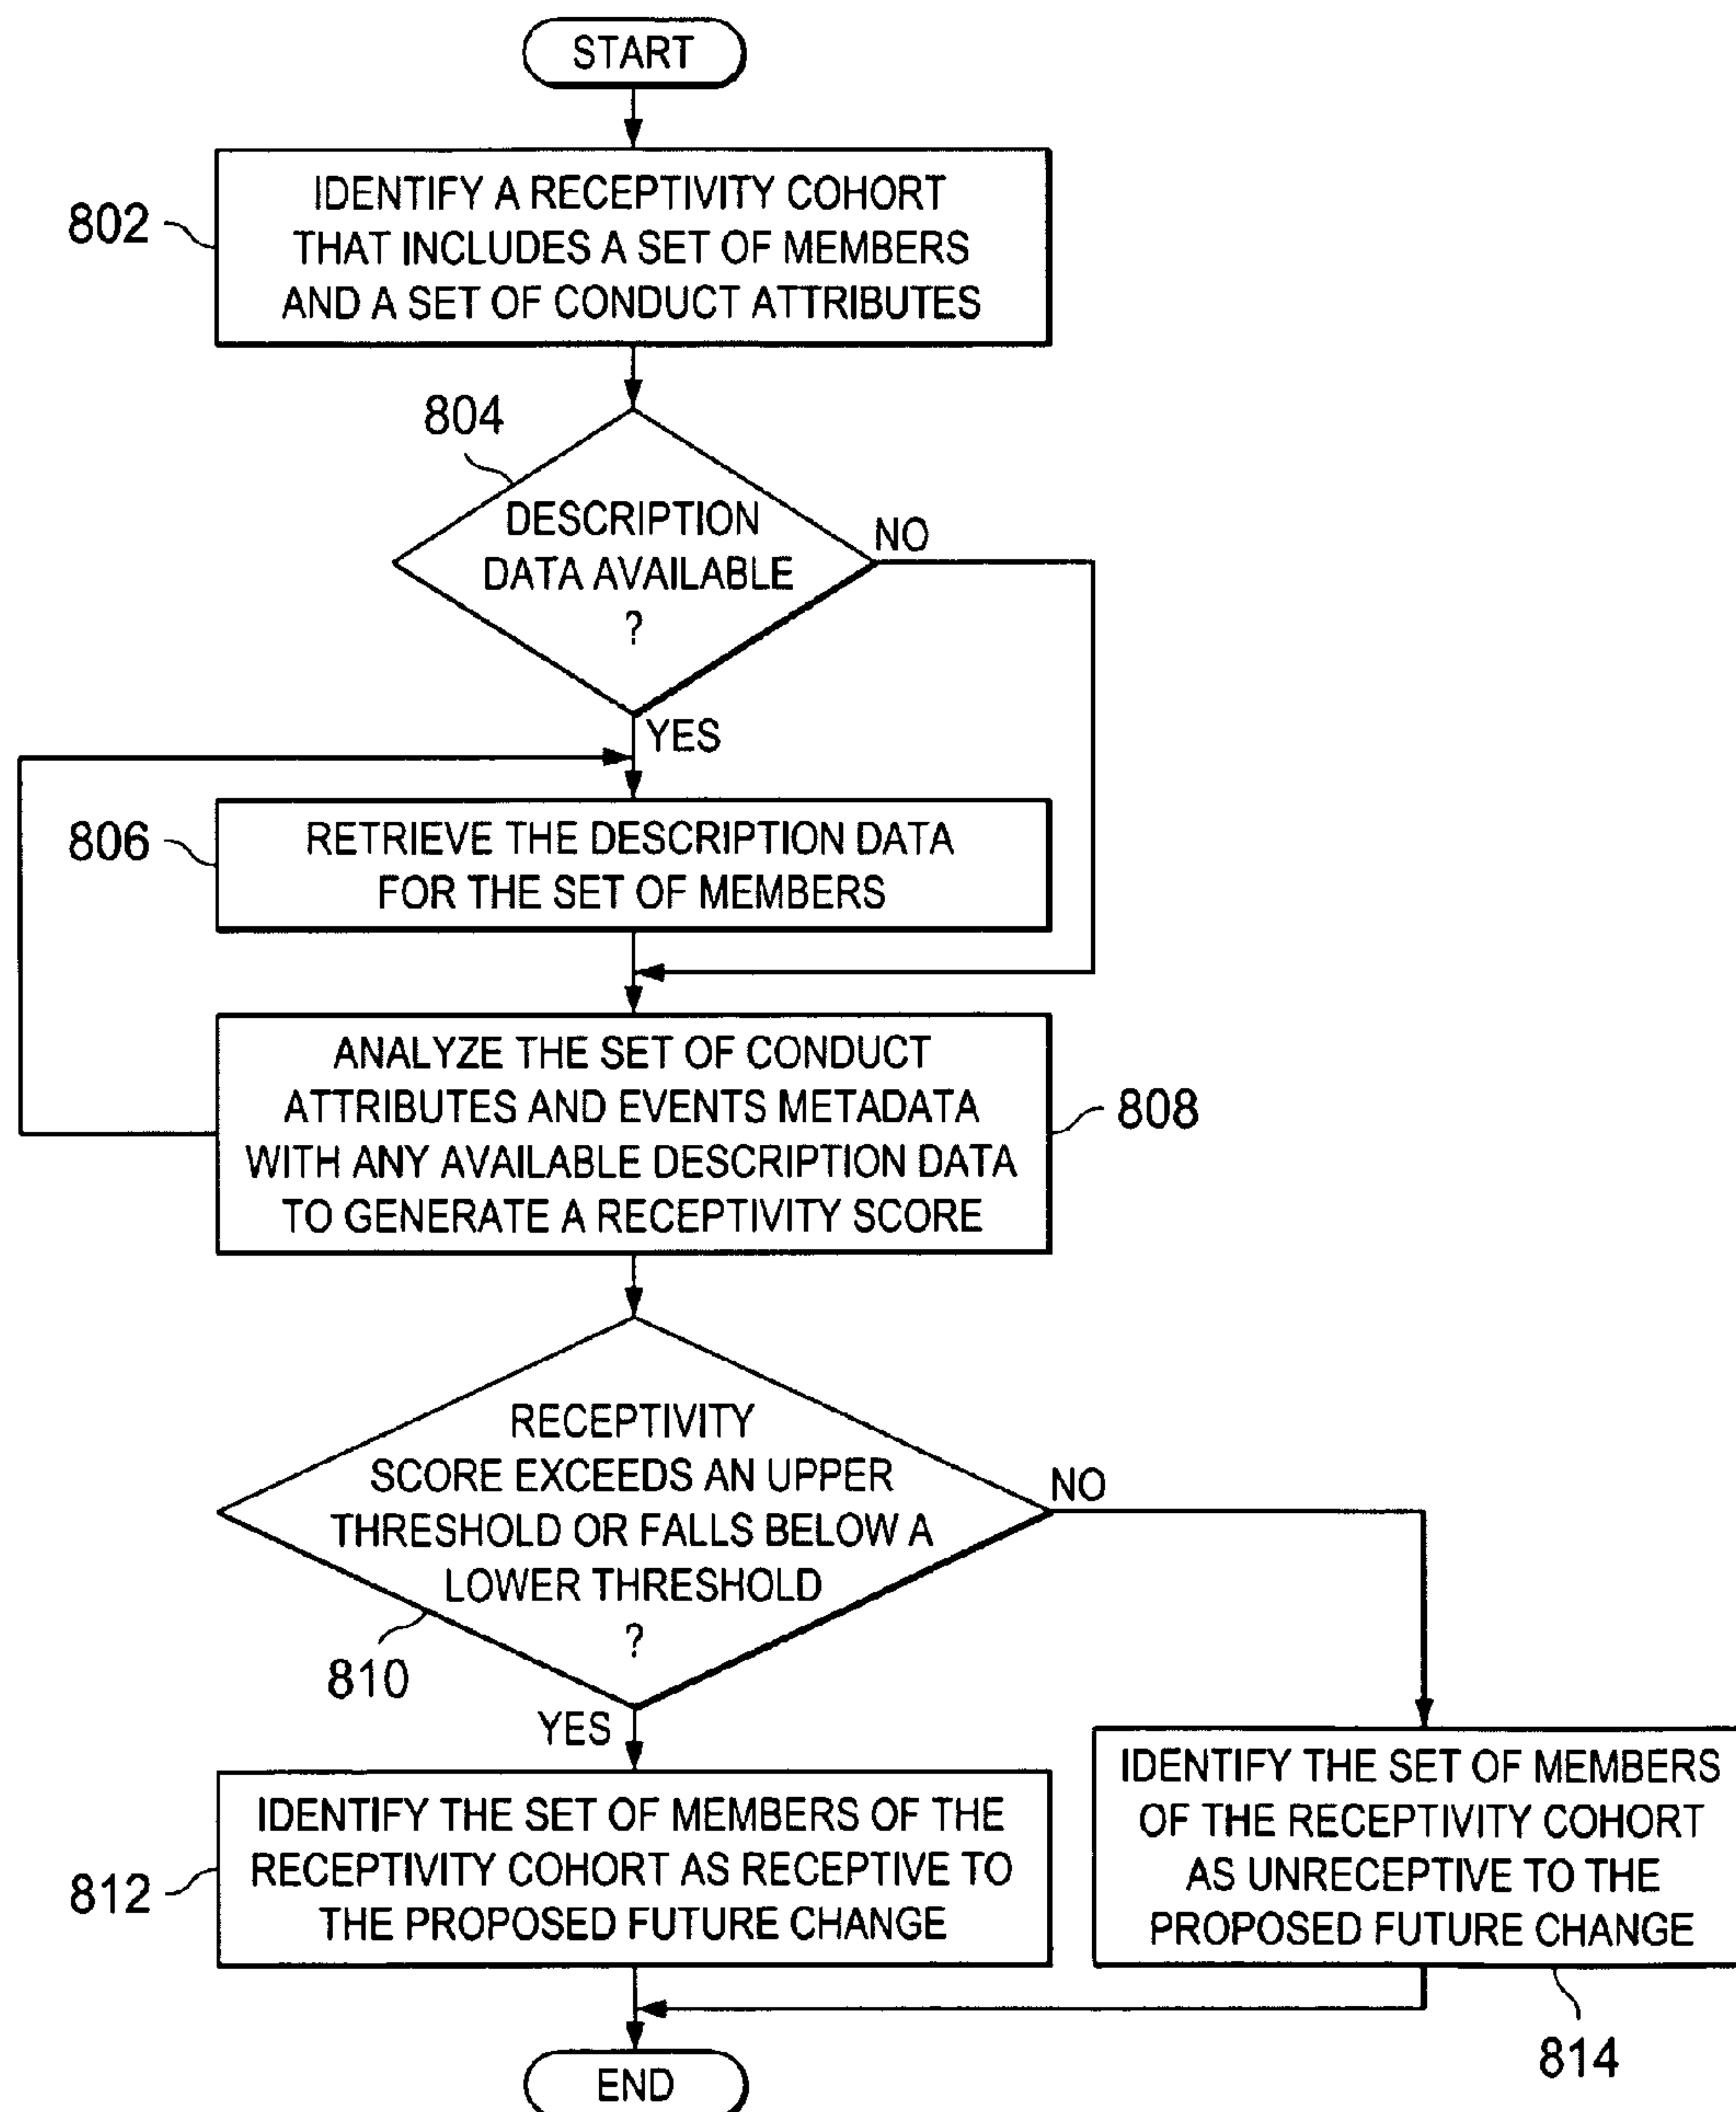 START
802
IDENTIFY A RECEPTIVITY COHORT
THAT INCLUDES A SET OF MEMBERS
AND A SET OF CONDUCT ATTRIBUTES
804
DESCRIPTION
DATA AVAILABLE
?
NO
YES
806
RETRIEVE THE DESCRIPTION DATA
FOR THE SET OF MEMBERS
ANALYZE THE SET OF CONDUCT
ATTRIBUTES AND EVENTS METADATA
WITH ANY AVAILABLE DESCRIPTION DATA
TO GENERATE A RECEPTIVITY SCORE
808
RECEPTIVITY
SCORE EXCEEDS AN UPPER
THRESHOLD OR FALLS BELOW A
LOWER THRESHOLD
?
NO
810
YES
812
IDENTIFY THE SET OF MEMBERS OF THE
RECEPTIVITY COHORT AS RECEPTIVE TO
THE PROPOSED FUTURE CHANGE
IDENTIFY THE SET OF MEMBERS
OF THE RECEPTIVITY COHORT
AS UNRECEPTIVE TO THE
PROPOSED FUTURE CHANGE
814
END